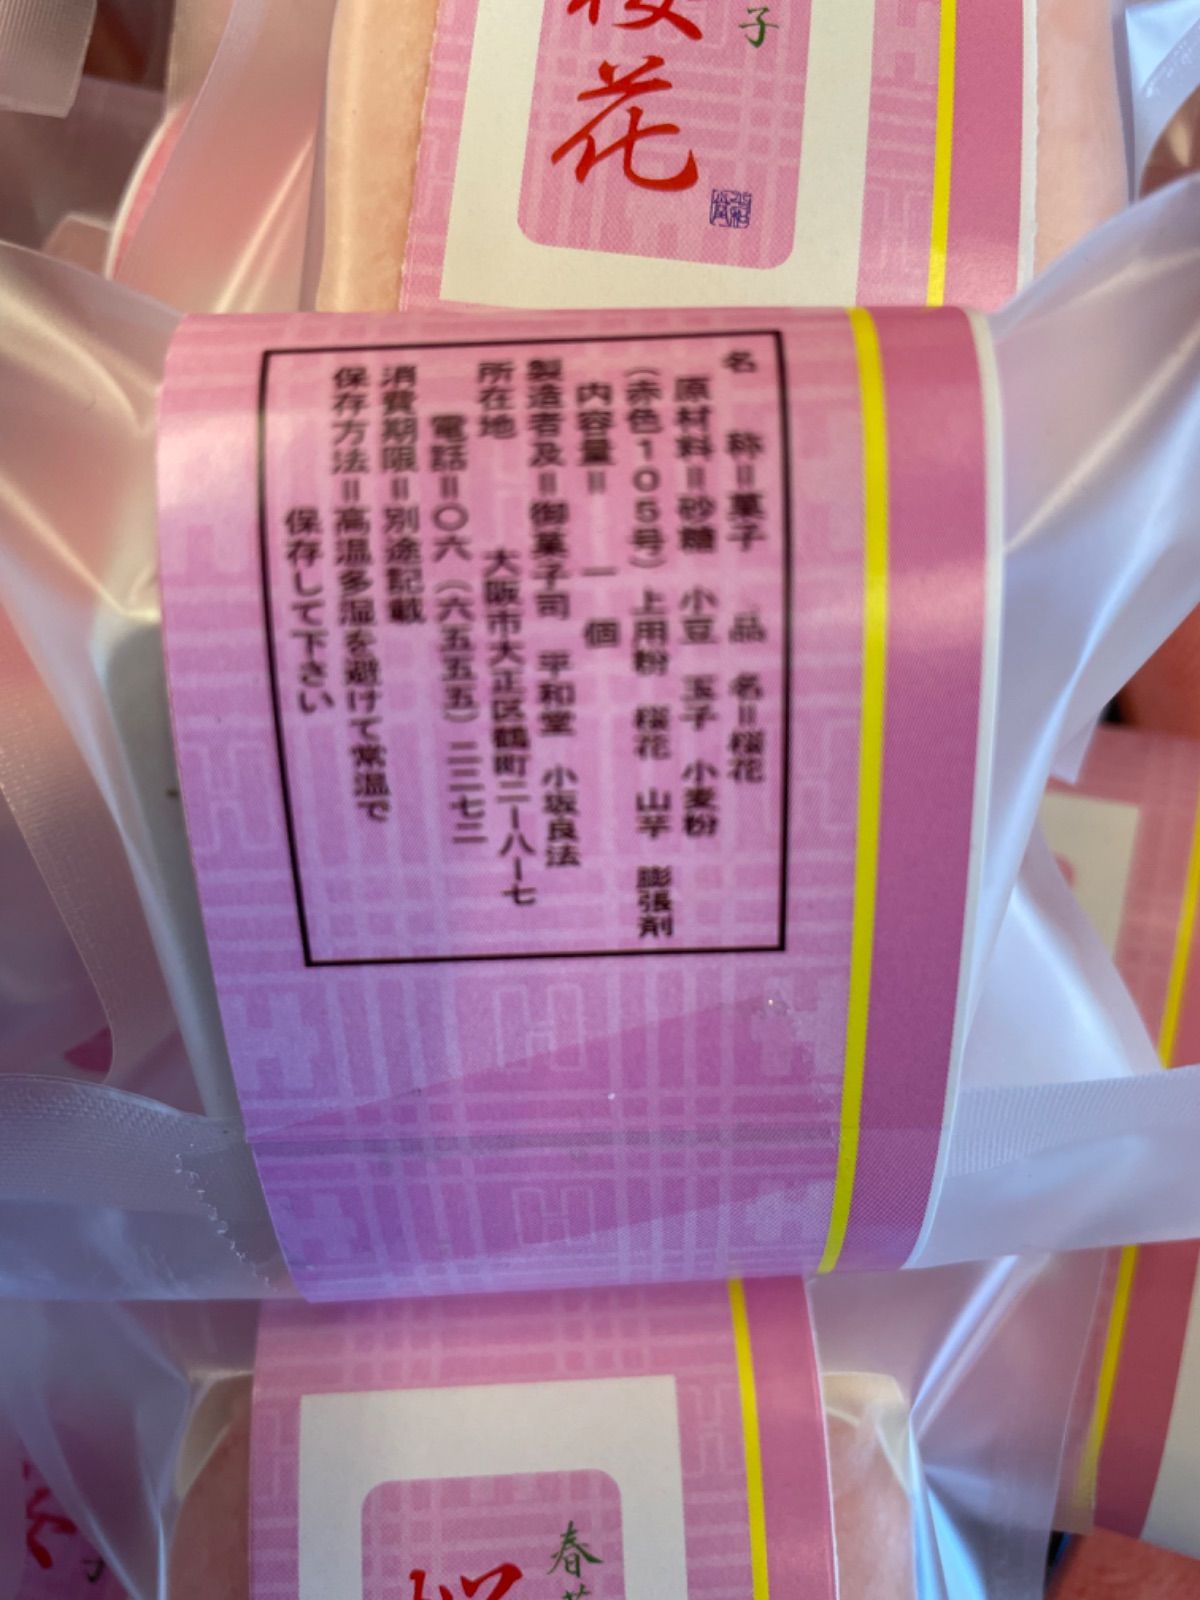 子
桜花
名　称＝菓子　品　名＝桜花
原材料＝砂糖　小豆　玉子　小麦粉
（赤色105号）上用粉　桜花　山芋　膨張剤
内容量＝　一　個
製造者及＝御菓子司　平和堂　小坂良法
所在地　大阪市大正区鶴町二ー八ー七
電話＝〇六（六五五五）二二七二
消費期限＝別途記載
保存方法＝高温多湿を避けて常温で
保存して下さい
春